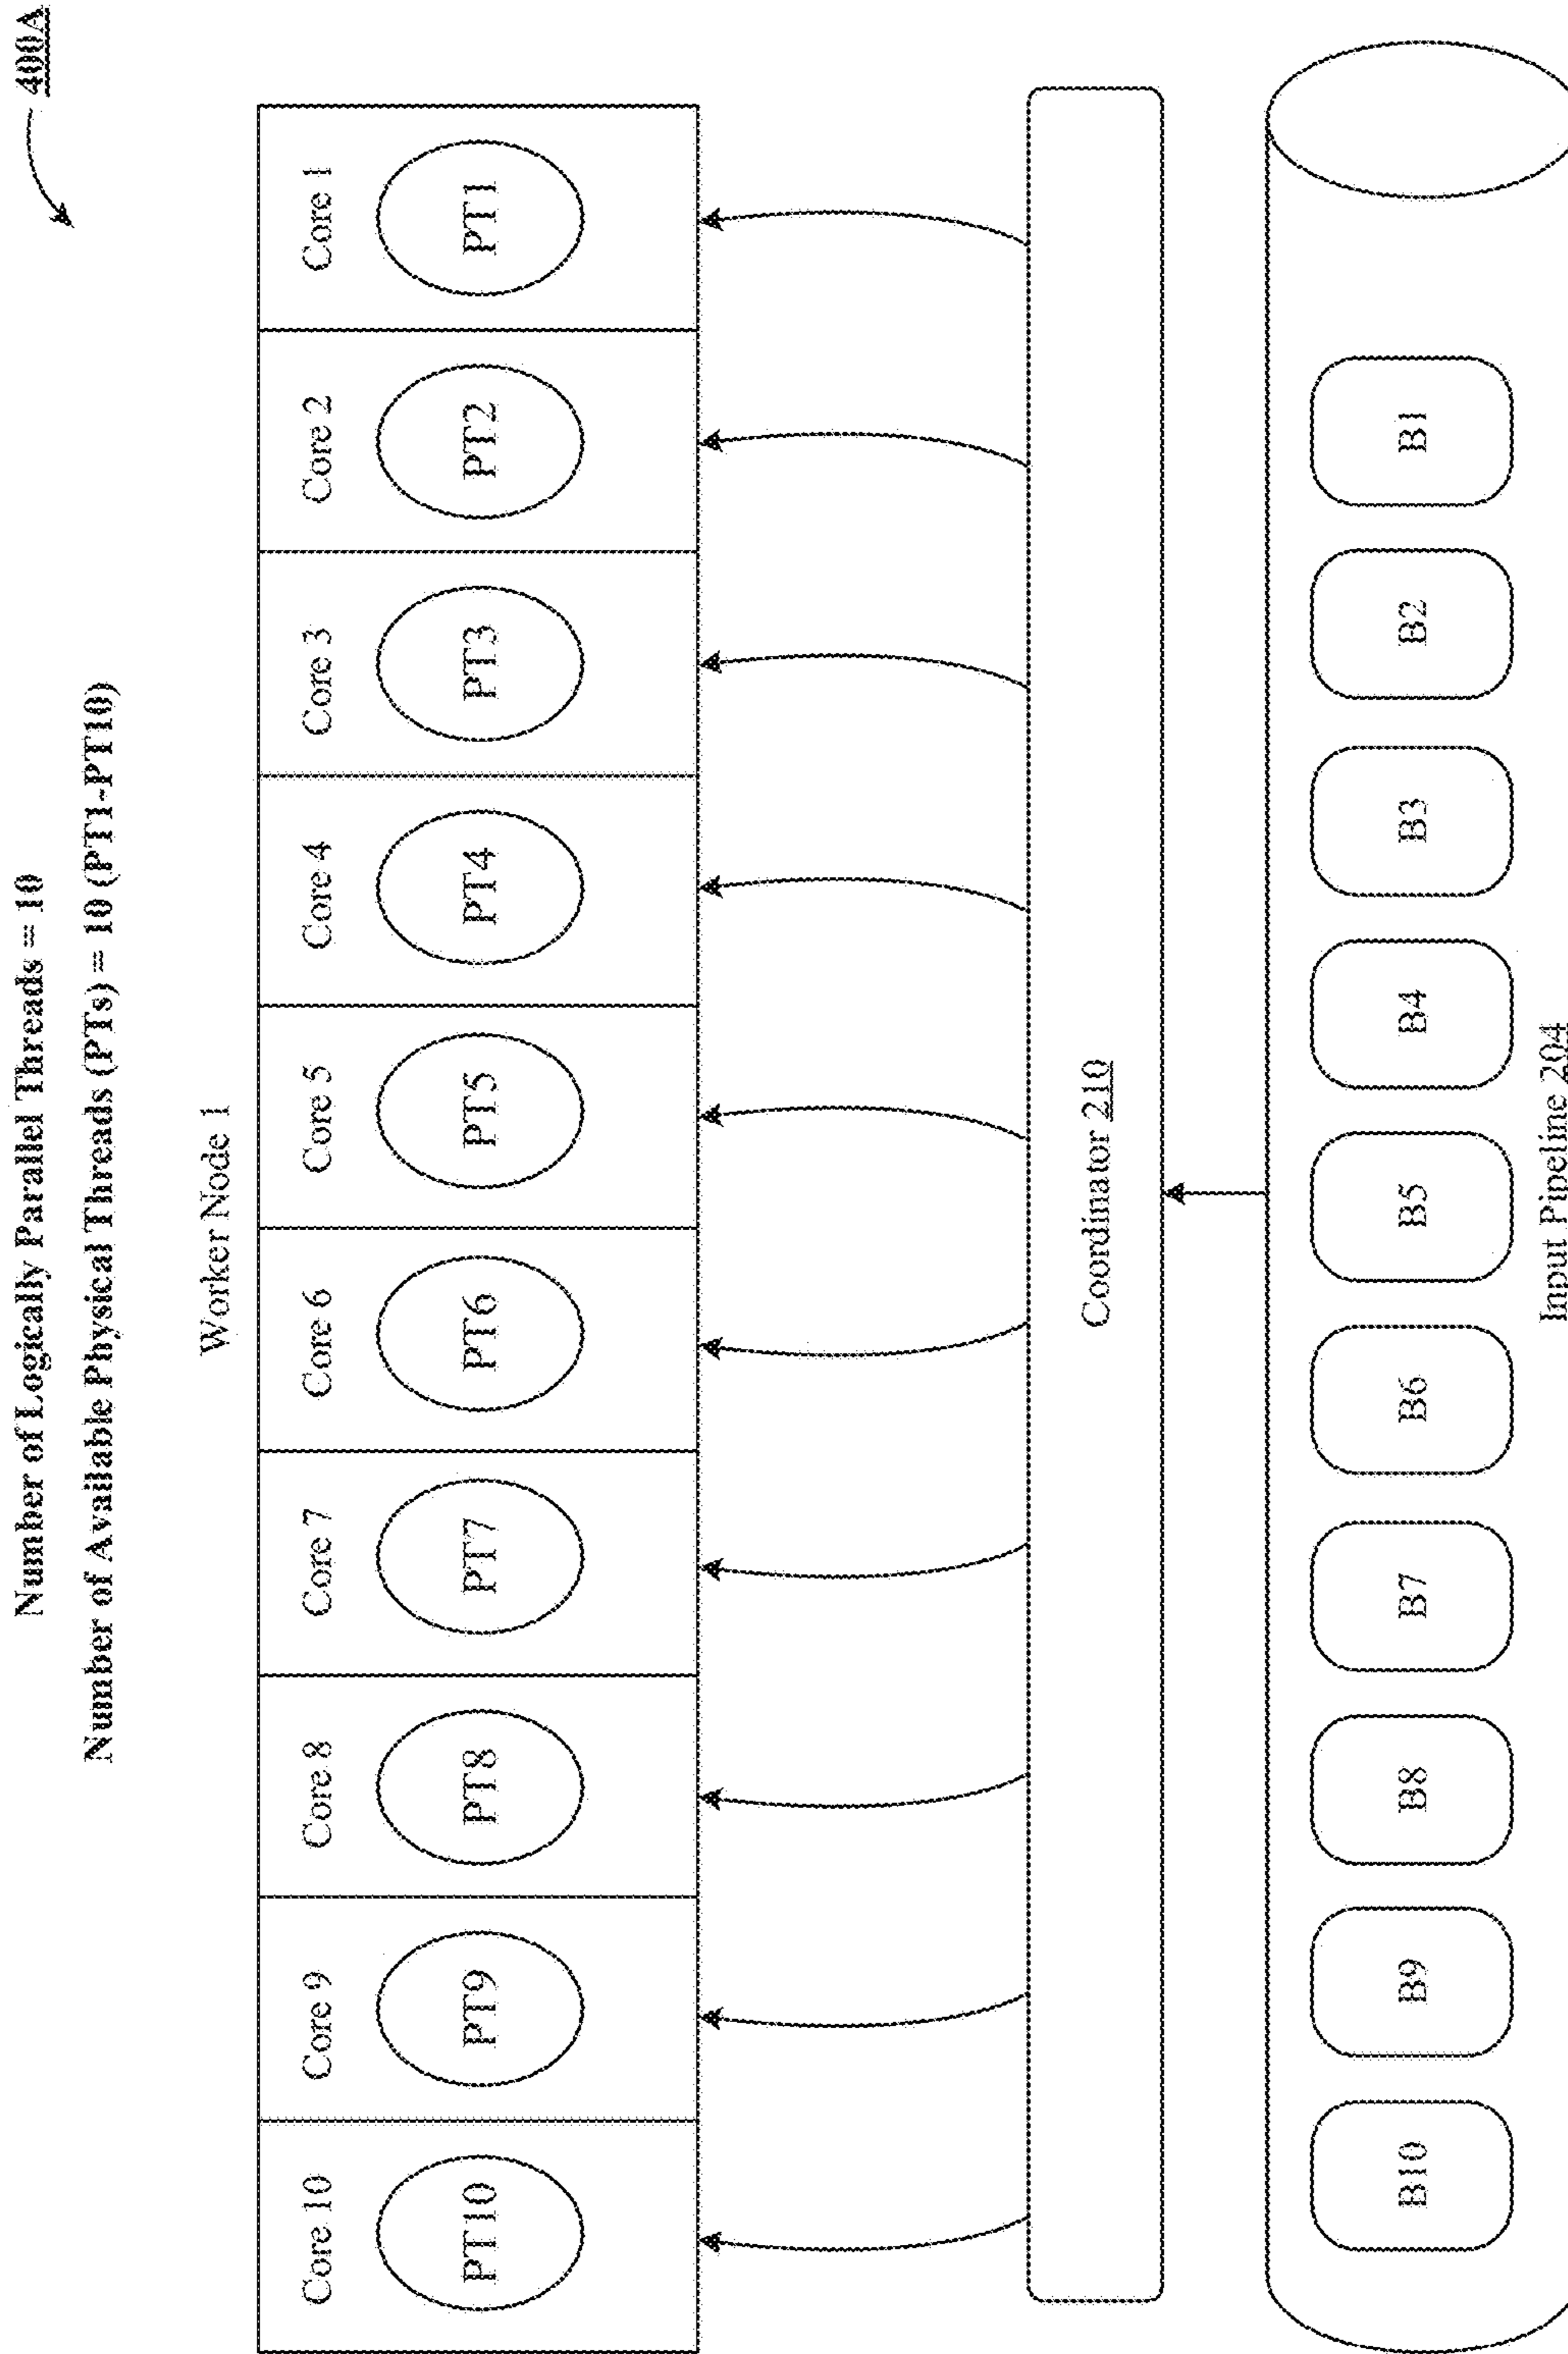 400A
Number of Logically Parallel Threads = 10
Number of Available Physical Threads (PTs) = 10 (PT1-PT10)
Worker Node 1
Core 10 Core 9 Core 8 Core 7 Core 6 Core 5 Core 4 Core 3 Core 2 Core 1
PT10 PT9 PT8 PT7 PT6 PT5 PT4 PT3 PT2 PT1
Coordinator 210
B10 B9 B8 B7 B6 B5 B4 B3 B2 B1
Input Pipeline 204